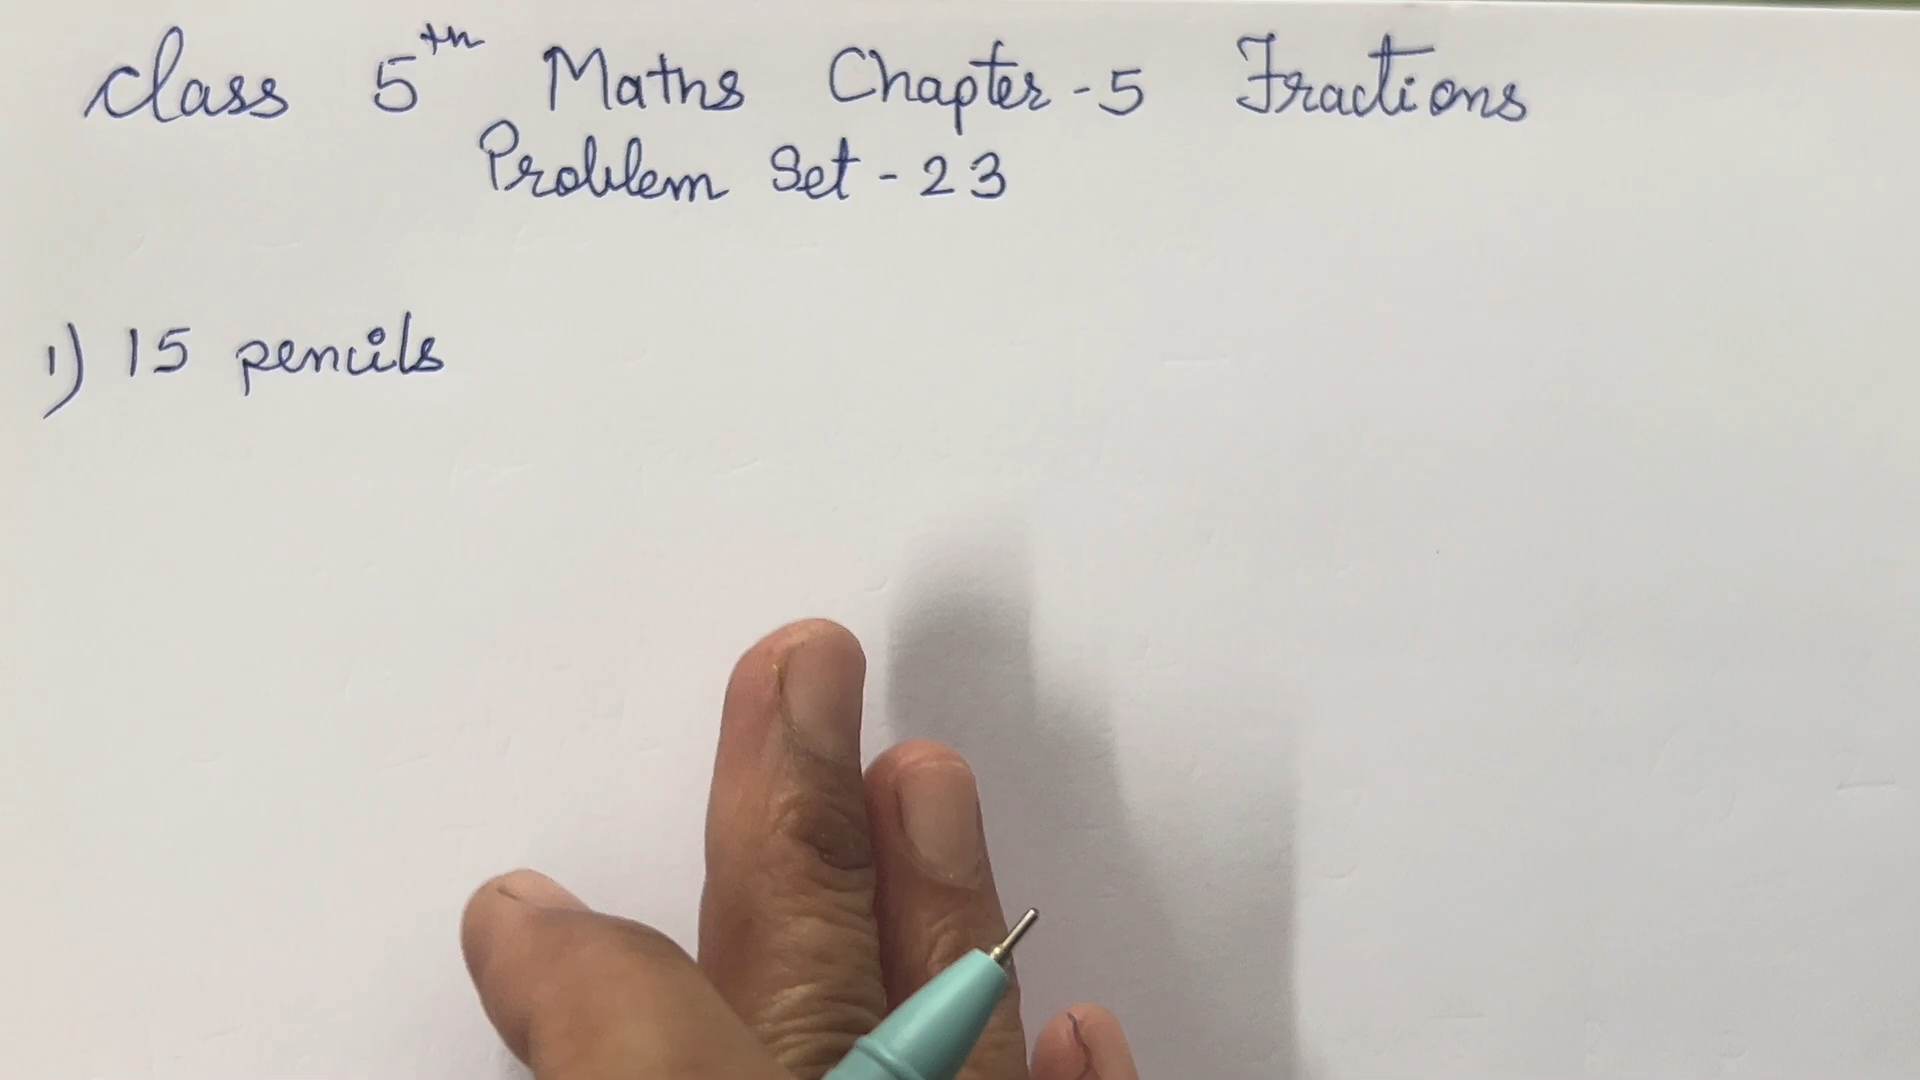 Class 5th Maths Chapter-5 Fractions
Problem Set-23
1) 15 pencils